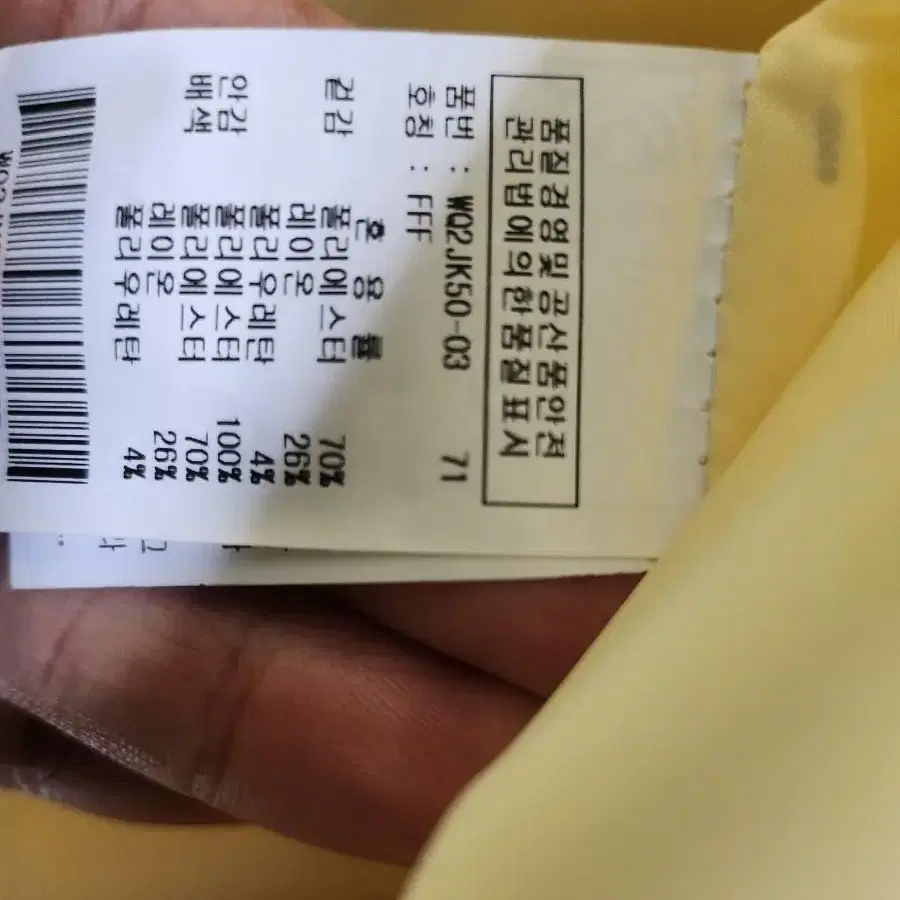 품질경영및공산품안전
관리법에의한품질표시
품번 : WQ2JK50-03 71
호칭 : FFF
혼 용 률
겉감 폴리에스터 70%
레이온 26%
폴리우레탄 4%
안감 폴리에스터 100%
배색 폴리에스터 70%
레이온 26%
폴리우레탄 4%